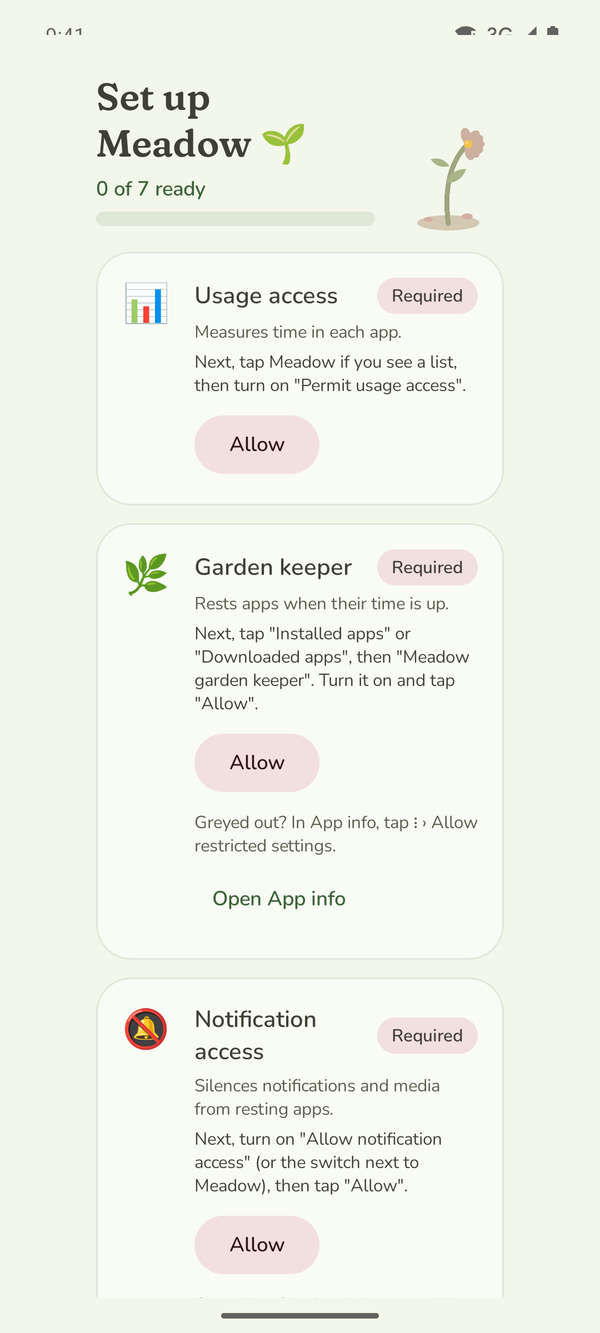 Set up
Meadow 🌱
0 of 7 ready
Usage access
Required
Measures time in each app.
Next, tap Meadow if you see a list,
then turn on "Permit usage access".
Allow
Garden keeper
Required
Rests apps when their time is up.
Next, tap "Installed apps" or
"Downloaded apps", then "Meadow
garden keeper". Turn it on and tap
"Allow".
Allow
Greyed out? In App info, tap ⋮ › Allow
restricted settings.
Open App info
Notification
access
Required
Silences notifications and media
from resting apps.
Next, turn on "Allow notification
access" (or the switch next to
Meadow), then tap "Allow".
Allow